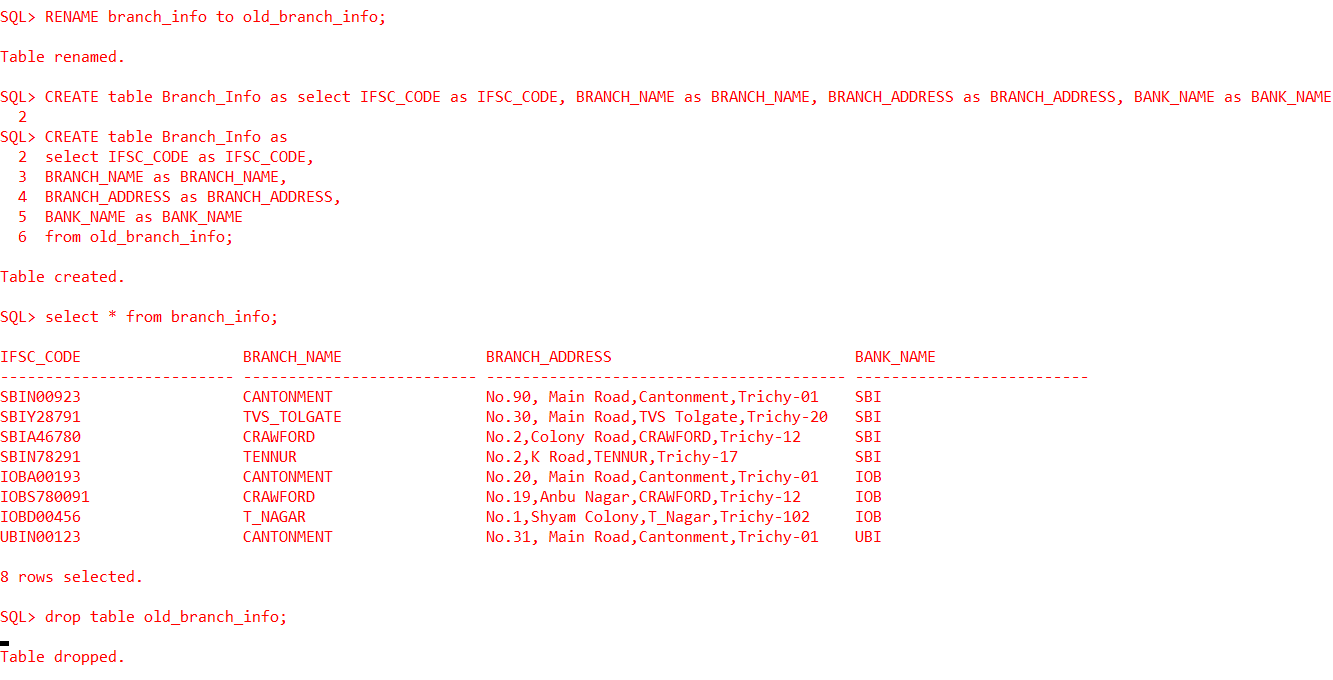 SQL> RENAME branch_info to old_branch_info;
Table renamed.
SQL> CREATE table Branch_Info as select IFSC_CODE as IFSC_CODE, BRANCH_NAME as BRANCH_NAME, BRANCH_ADDRESS as BRANCH_ADDRESS, BANK_NAME as BANK_NAME
2
SQL> CREATE table Branch_Info as
2 select IFSC_CODE as IFSC_CODE,
3 BRANCH_NAME as BRANCH_NAME,
4 BRANCH_ADDRESS as BRANCH_ADDRESS,
5 BANK_NAME as BANK_NAME
6 from old_branch_info;
Table created.
SQL> select * from branch_info;
IFSC_CODE BRANCH_NAME BRANCH_ADDRESS BANK_NAME
-------------------------- -------------------------- ---------------------------------------- --------------------------
SBIN00923 CANTONMENT No.90, Main Road,Cantonment,Trichy-01 SBI
SBIY28791 TVS_TOLGATE No.30, Main Road,TVS Tolgate,Trichy-20 SBI
SBIA46780 CRAWFORD No.2,Colony Road,CRAWFORD,Trichy-12 SBI
SBIN78291 TENNUR No.2,K Road,TENNUR,Trichy-17 SBI
IOBA00193 CANTONMENT No.20, Main Road,Cantonment,Trichy-01 IOB
IOBS780091 CRAWFORD No.19,Anbu Nagar,CRAWFORD,Trichy-12 IOB
IOBD00456 T_NAGAR No.1,Shyam Colony,T_Nagar,Trichy-102 IOB
UBIN00123 CANTONMENT No.31, Main Road,Cantonment,Trichy-01 UBI
8 rows selected.
SQL> drop table old_branch_info;
Table dropped.